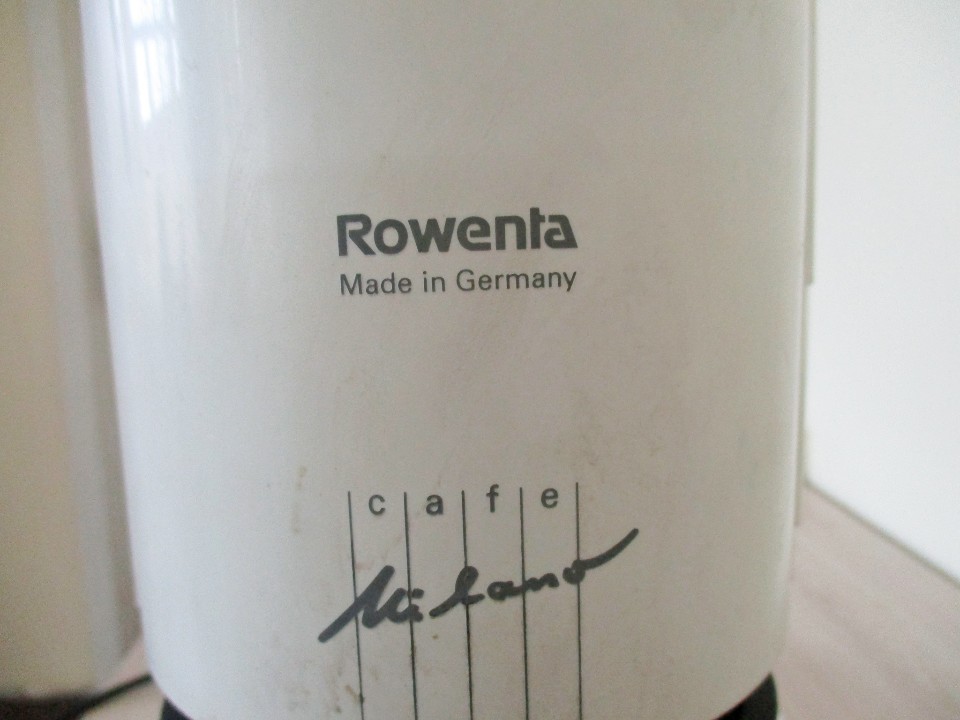 Rowenta
Made in Germany
c a f e
Milano